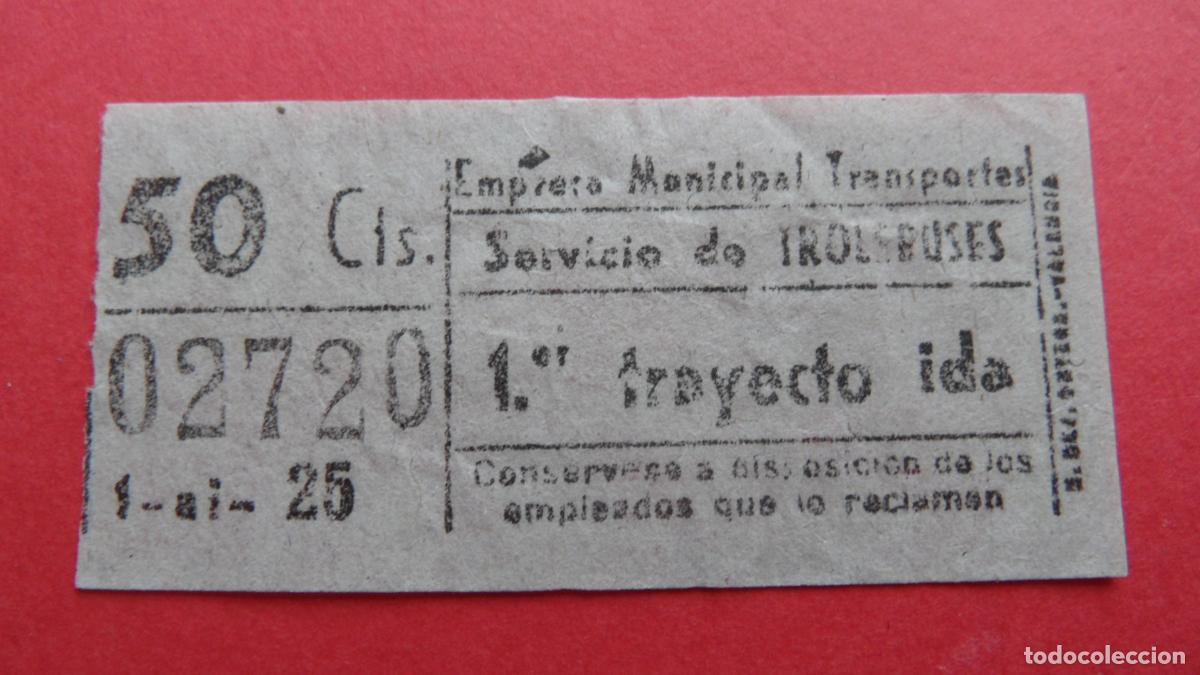 50 Cts.
02720
1-ai- 25
Empresa Municipal Transportes
Servicio de TROLEBUSES
1.er trayecto ida
Consérvese a disposición de los
empleados que lo reclamen
todocoleccion